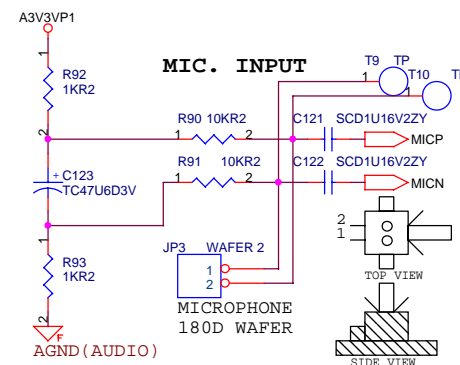 A3V3VP1
1
R92
1KR2
2
MIC. INPUT
T9 TP
1
T10
1
R90 10KR2
1 2
C121 SCD1U16V2ZY
MICP
C123
+
TC47U6D3V
R91 10KR2
1 2
C122 SCD1U16V2ZY
MICN
1
R93
1KR2
2
F
AGND(AUDIO)
JP3 WAFER 2
1
2
MICROPHONE
180D WAFER
2
1
TOP VIEW
SIDE VIEW